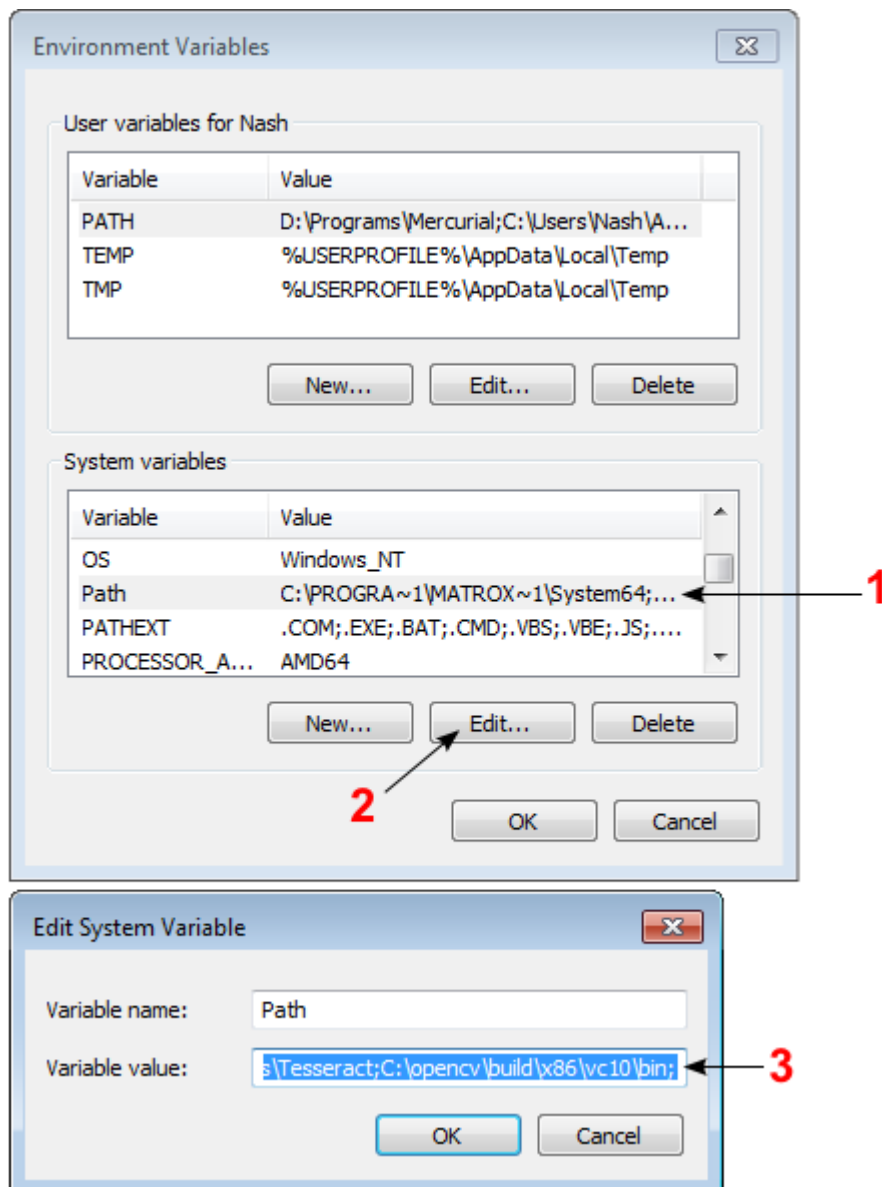 Environment Variables
User variables for Nash
Variable Value
PATH D:\Programs\Mercurial;C:\Users\Nash\A...
TEMP %USERPROFILE%\AppData\Local\Temp
TMP %USERPROFILE%\AppData\Local\Temp
New... Edit... Delete
System variables
Variable Value
OS Windows_NT
Path C:\PROGRA~1\MATROX~1\System64;... 1
PATHEXT .COM;.EXE;.BAT;.CMD;.VBS;.VBE;.JS;....
PROCESSOR_A... AMD64
New... Edit... Delete
2
OK Cancel
Edit System Variable
Variable name: Path
Variable value: s\Tesseract;C:\opencv\build\x86\vc10\bin; 3
OK Cancel